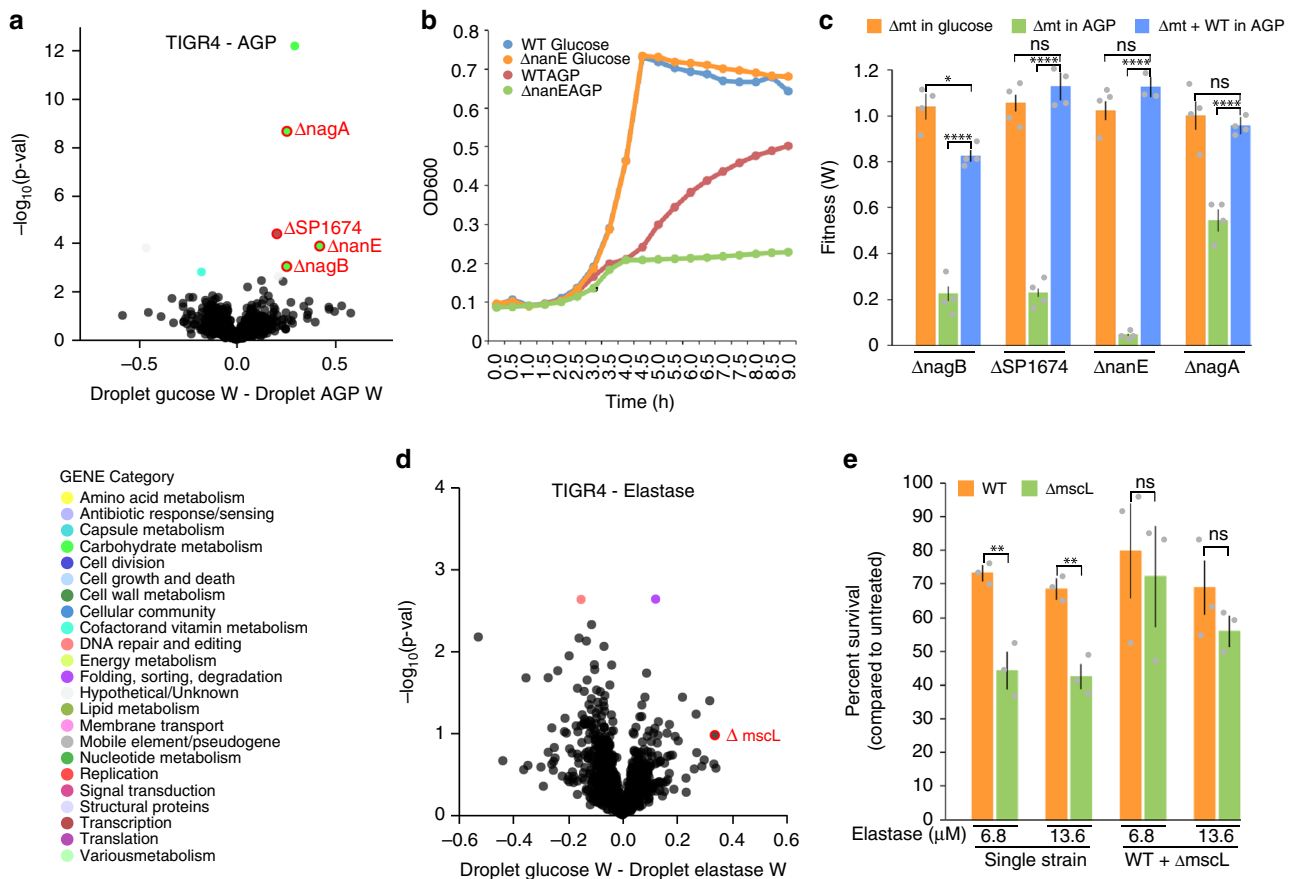 a
TIGR4 - AGP
ΔnagA
ΔSP1674
ΔnanE
ΔnagB
12
10
8
6
4
2
0
–log10(p-val)
–0.5
0.0
0.5
Droplet gucose W - Droplet AGP W
b
WT Glucose
ΔnanE Glucose
WTAGP
ΔnanEAGP
0.8
0.7
0.6
0.5
0.4
0.3
0.2
0.1
0
OD600
0.0 0.5 1.0 1.5 2.0 2.5 3.0 3.5 4.0 4.5 5.0 5.5 6.0 6.5 7.0 7.5 8.0 8.5 9.0
Time (h)
c
Δmt in glucose
Δmt in AGP
Δmt + WT in AGP
1.2
1.0
0.8
0.6
0.4
0.2
0
Fitness (W)
*
****
ns
****
ns
****
ns
****
ΔnagB
ΔSP1674
ΔnanE
ΔnagA
GENE Category
Amino acid metabolism
Antibiotic response/sensing
Capsule metabolism
Carbohydrate metabolism
Cell division
Cell growth and death
Cell wall metabolism
Cellular community
Cofactorand vitamin metabolism
DNA repair and editing
Energy metabolism
Folding, sorting, degradation
Hypothetical/Unknown
Lipid metabolism
Membrane transport
Mobile element/pseudogene
Nucleotide metabolism
Replication
Signal transduction
Structural proteins
Transcription
Translation
Variousmetabolism
d
TIGR4 - Elastase
Δ mscL
4
3
2
1
0
–log10(p-val)
–0.6 –0.4 –0.2 0.0 0.2 0.4 0.6
Droplet glucose W - Droplet elastase W
e
WT
ΔmscL
100
90
80
70
60
50
40
30
20
10
0
Percent survival
(compared to untreated)
**
**
ns
ns
Elastase (μM) 6.8 13.6 6.8 13.6
Single strain
WT + ΔmscL